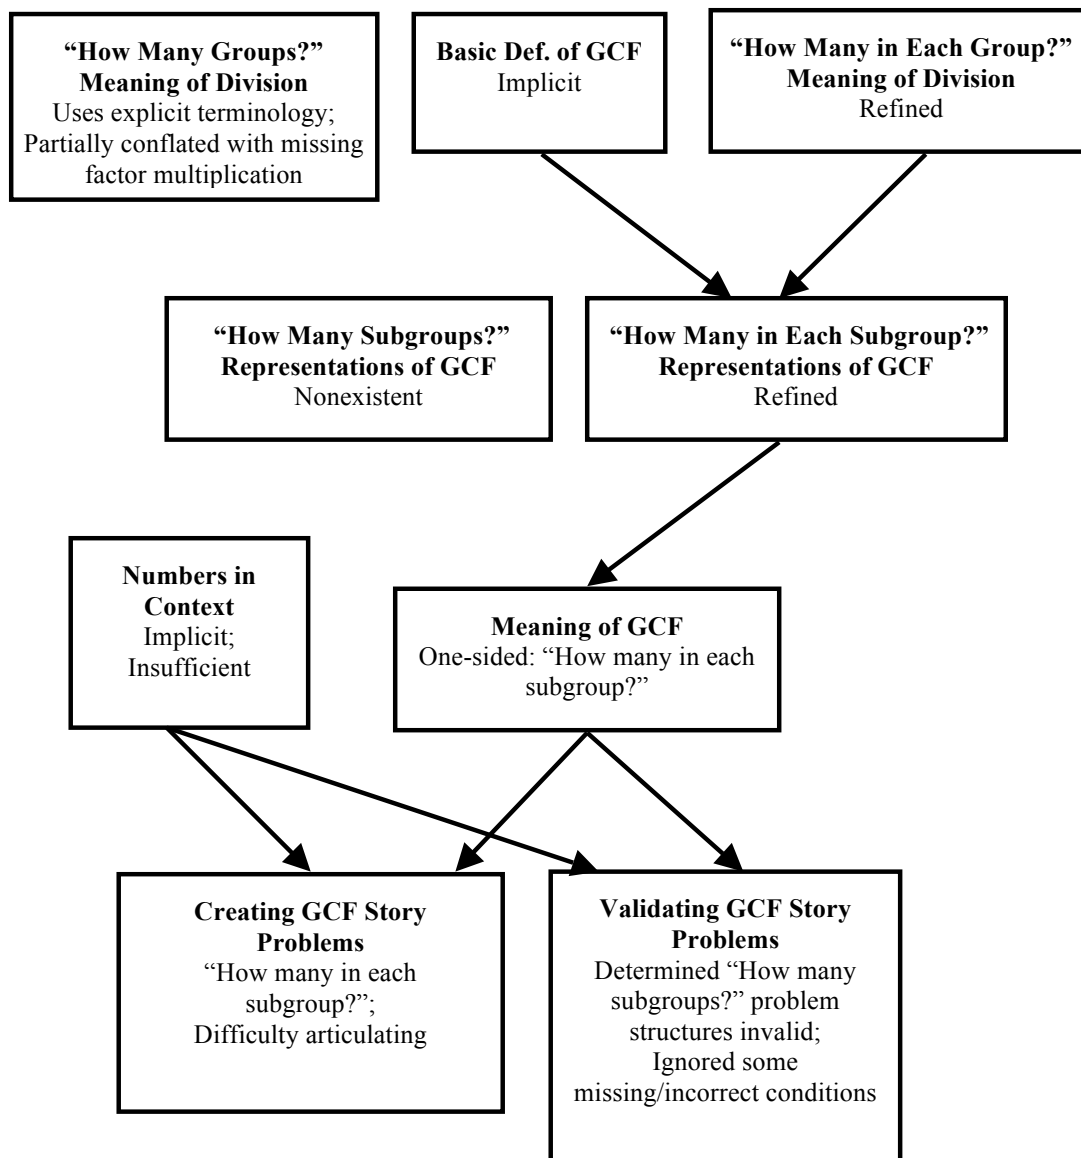 “How Many Groups?”
Meaning of Division
Uses explicit terminology;
Partially conflated with missing
factor multiplication
Basic Def. of GCF
Implicit
“How Many in Each Group?”
Meaning of Division
Refined
“How Many Subgroups?”
Representations of GCF
Nonexistent
“How Many in Each Subgroup?”
Representations of GCF
Refined
Numbers in
Context
Implicit;
Insufficient
Meaning of GCF
One-sided: “How many in each
subgroup?”
Creating GCF Story
Problems
“How many in each
subgroup?”;
Difficulty articulating
Validating GCF Story
Problems
Determined “How many
subgroups?” problem
structures invalid;
Ignored some
missing/incorrect conditions